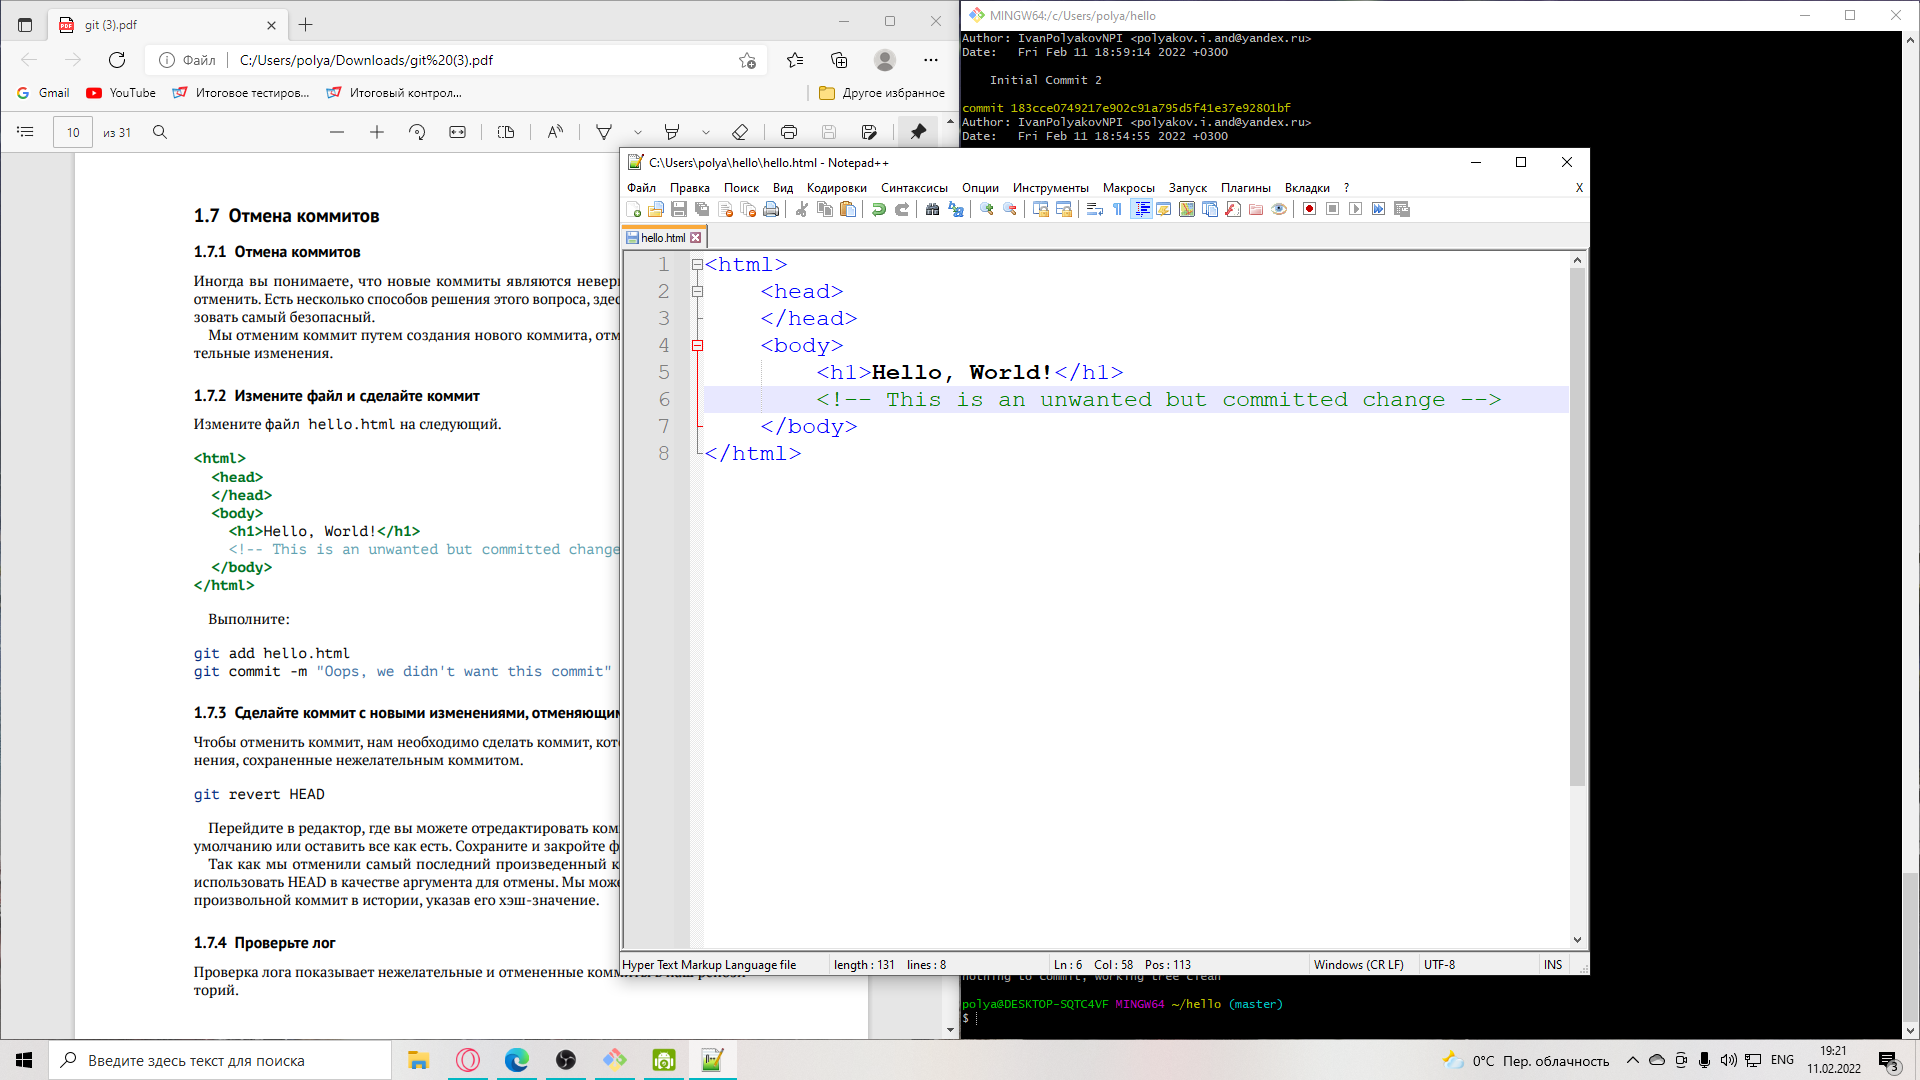 git (3).pdf
Файл
C:/Users/polya/Downloads/git%20(3).pdf
Gmail
YouTube
Итоговое тестиров...
Итоговый контрол...
Другое избранное
10
из 31
1.7 Отмена коммитов
1.7.1 Отмена коммитов
Иногда вы понимаете, что новые коммиты являются
отменить. Есть несколько способов решения этого вопроса,
зовать самый безопасный.
Мы отменим коммит путем создания нового коммита,
тельные изменения.
1.7.2 Измените файл и сделайте коммит
Измените файл hello.html на следующий.
<html>
<head>
</head>
<body>
<h1>Hello, World!</h1>
<!-- This is an unwanted but committed change
</body>
</html>
Выполните:
git add hello.html
git commit -m "Oops, we didn't want this commit"
1.7.3 Сделайте коммит с новыми изменениями,
Чтобы отменить коммит, нам необходимо сделать коммит,
нения, сохраненные нежелательным коммитом.
git revert HEAD
Перейдите в редактор, где вы можете отредактировать
умолчанию или оставить все как есть. Сохраните и закройте
Так как мы отменили самый последний произведенный
использовать HEAD в качестве аргумента для отмены.
произвольной коммит в истории, указав его хэш-значение.
1.7.4 Проверьте лог
Проверка лога показывает нежелательные и отмененные
торий.
MINGW64:/c/Users/polya/hello
Author: IvanPolyakovNPI <polyakov.i.and@yandex.ru>
Date: Fri Feb 11 18:59:14 2022 +0300
Initial Commit 2
commit 183cce0749217e902c91a795d5f41e37e92801bf
Author: IvanPolyakovNPI <polyakov.i.and@yandex.ru>
Date: Fri Feb 11 18:54:55 2022 +0300
C:\Users\polya\hello\hello.html - Notepad++
Файл Правка Поиск Вид Кодировки Синтаксисы Опции Инструменты Макросы Запуск Плагины Вкладки ?
X
hello.html
1 <html>
2 <head>
3 </head>
4 <body>
5 <h1>Hello, World!</h1>
6 <!-- This is an unwanted but committed change -->
7 </body>
8 </html>
Hyper Text Markup Language file length : 131 lines : 8 Ln : 6 Col : 58 Pos : 113 Windows (CR LF) UTF-8 INS
nothing to commit, working tree clean
polya@DESKTOP-SQTC4VF MINGW64 ~/hello (master)
$
Введите здесь текст для поиска
0°C Пер. облачность
ENG
19:21
11.02.2022
3